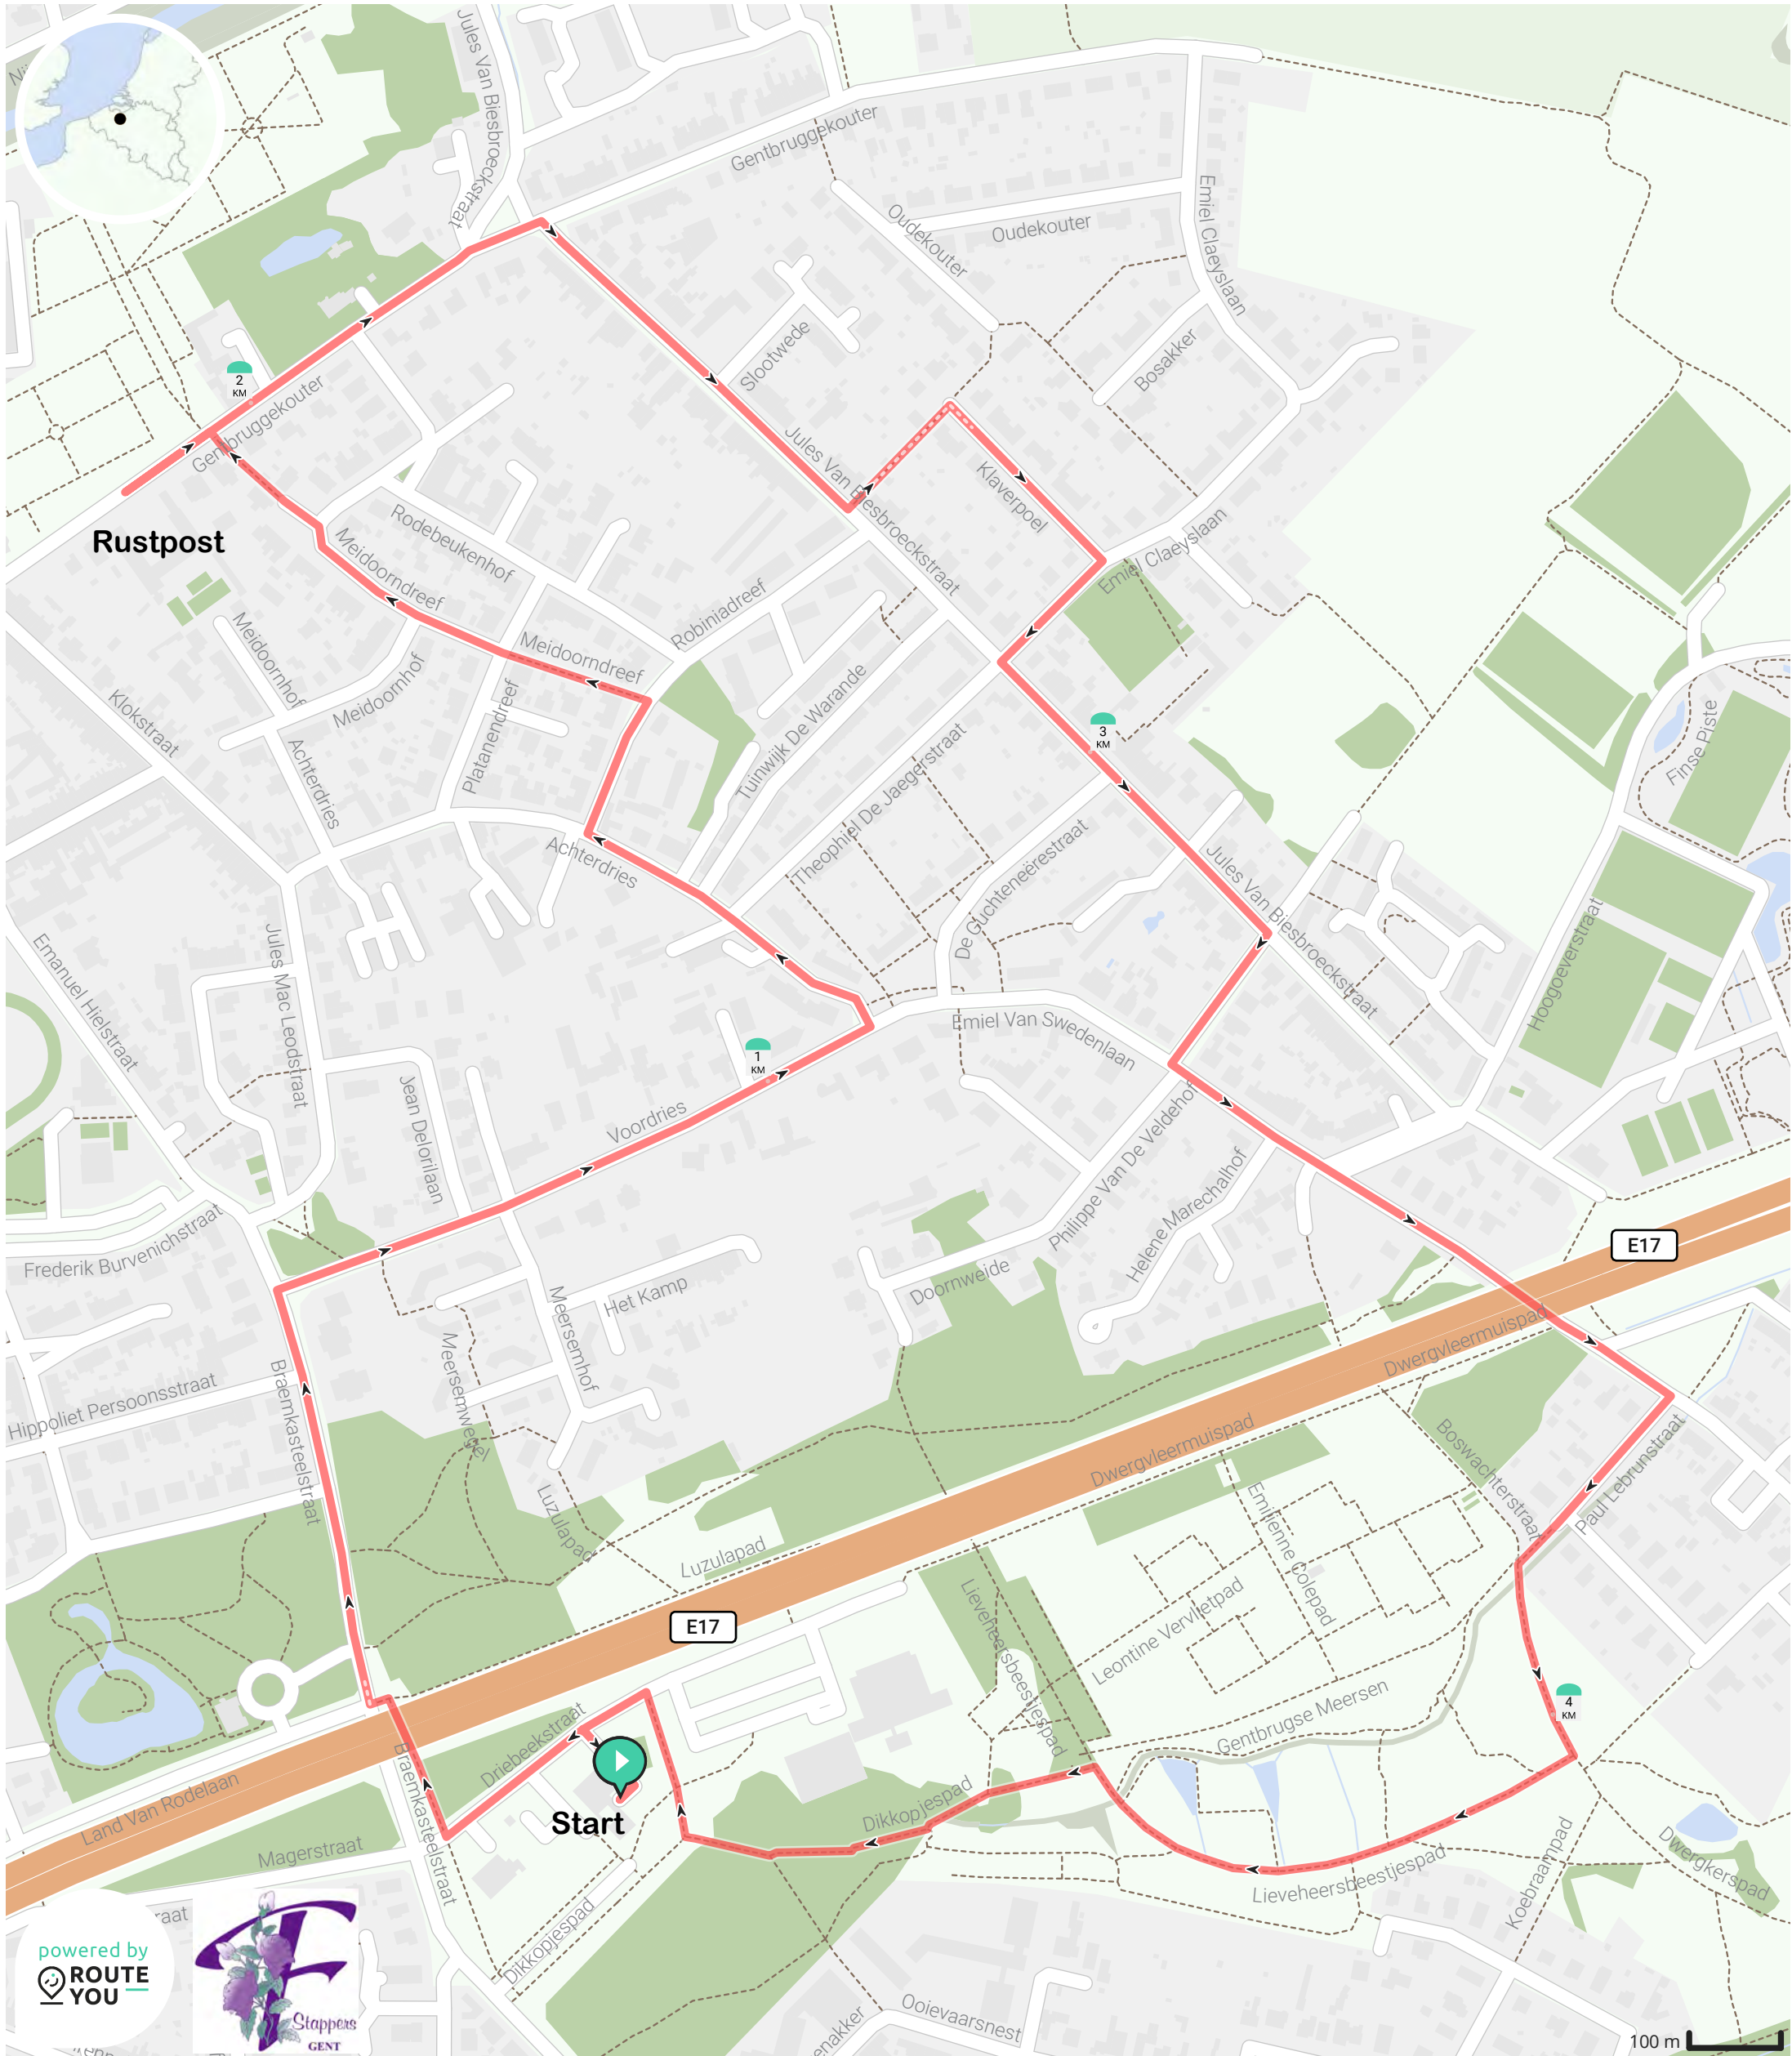 Jules Van Biesbroeckstraat
Gentbruggekouter
Emiel Claeyslaan
Oudekouter
Oudekouter
Slootwede
Bosakker
2
KM
Gentbruggekouter
Jules Van Biesbroeckstraat
Klaverpoel
Rodebeukenhof
Emiel Claeyslaan
Rustpost
Meidoorndreef
Robiniadreef
Meidoornhof
Meidoorndreef
Meidoornhof
Klokstraat
Platanendreef
Tuinwijk De Warande
Theophiel De Jaegerstraat
3
KM
Finse Piste
Achterdries
Achterdries
De Guchteneërestraat
Jules Van Biesbroeckstraat
Hoogoeverstraat
Emanuel Hielstraat
Jules Mac Leodstraat
Emiel Van Swedenlaan
1
KM
Jean Delorilaan
Voordries
Philippe Van De Veldehof
Helene Marechalhof
Frederik Burvenichstraat
E17
Het Kamp
Doornweide
Meersemhof
Meersemwegel
Dwergvleermuispad
Hippoliet Persoonsstraat
Braemkasteelstraat
Boswachterstraat
Paul Lebrunstraat
Dwergvleermuispad
Luzulapad
Luzulapad
Emilienne Colepad
Leontine Vervlietpad
Lieveheersbeestjespad
E17
Gentbrugse Meersen
4
KM
Driebeekstraat
Land Van Rodelaan
Braemkasteelstraat
Start
Dikkopjespad
Magerstraat
Lieveheersbeestjespad
Koebraampad
Dwergkerspad
Dikkopjespad
raat
powered by
ROUTE
YOU
Stappers
GENT
Ooievaarsnest
enakker
100 m